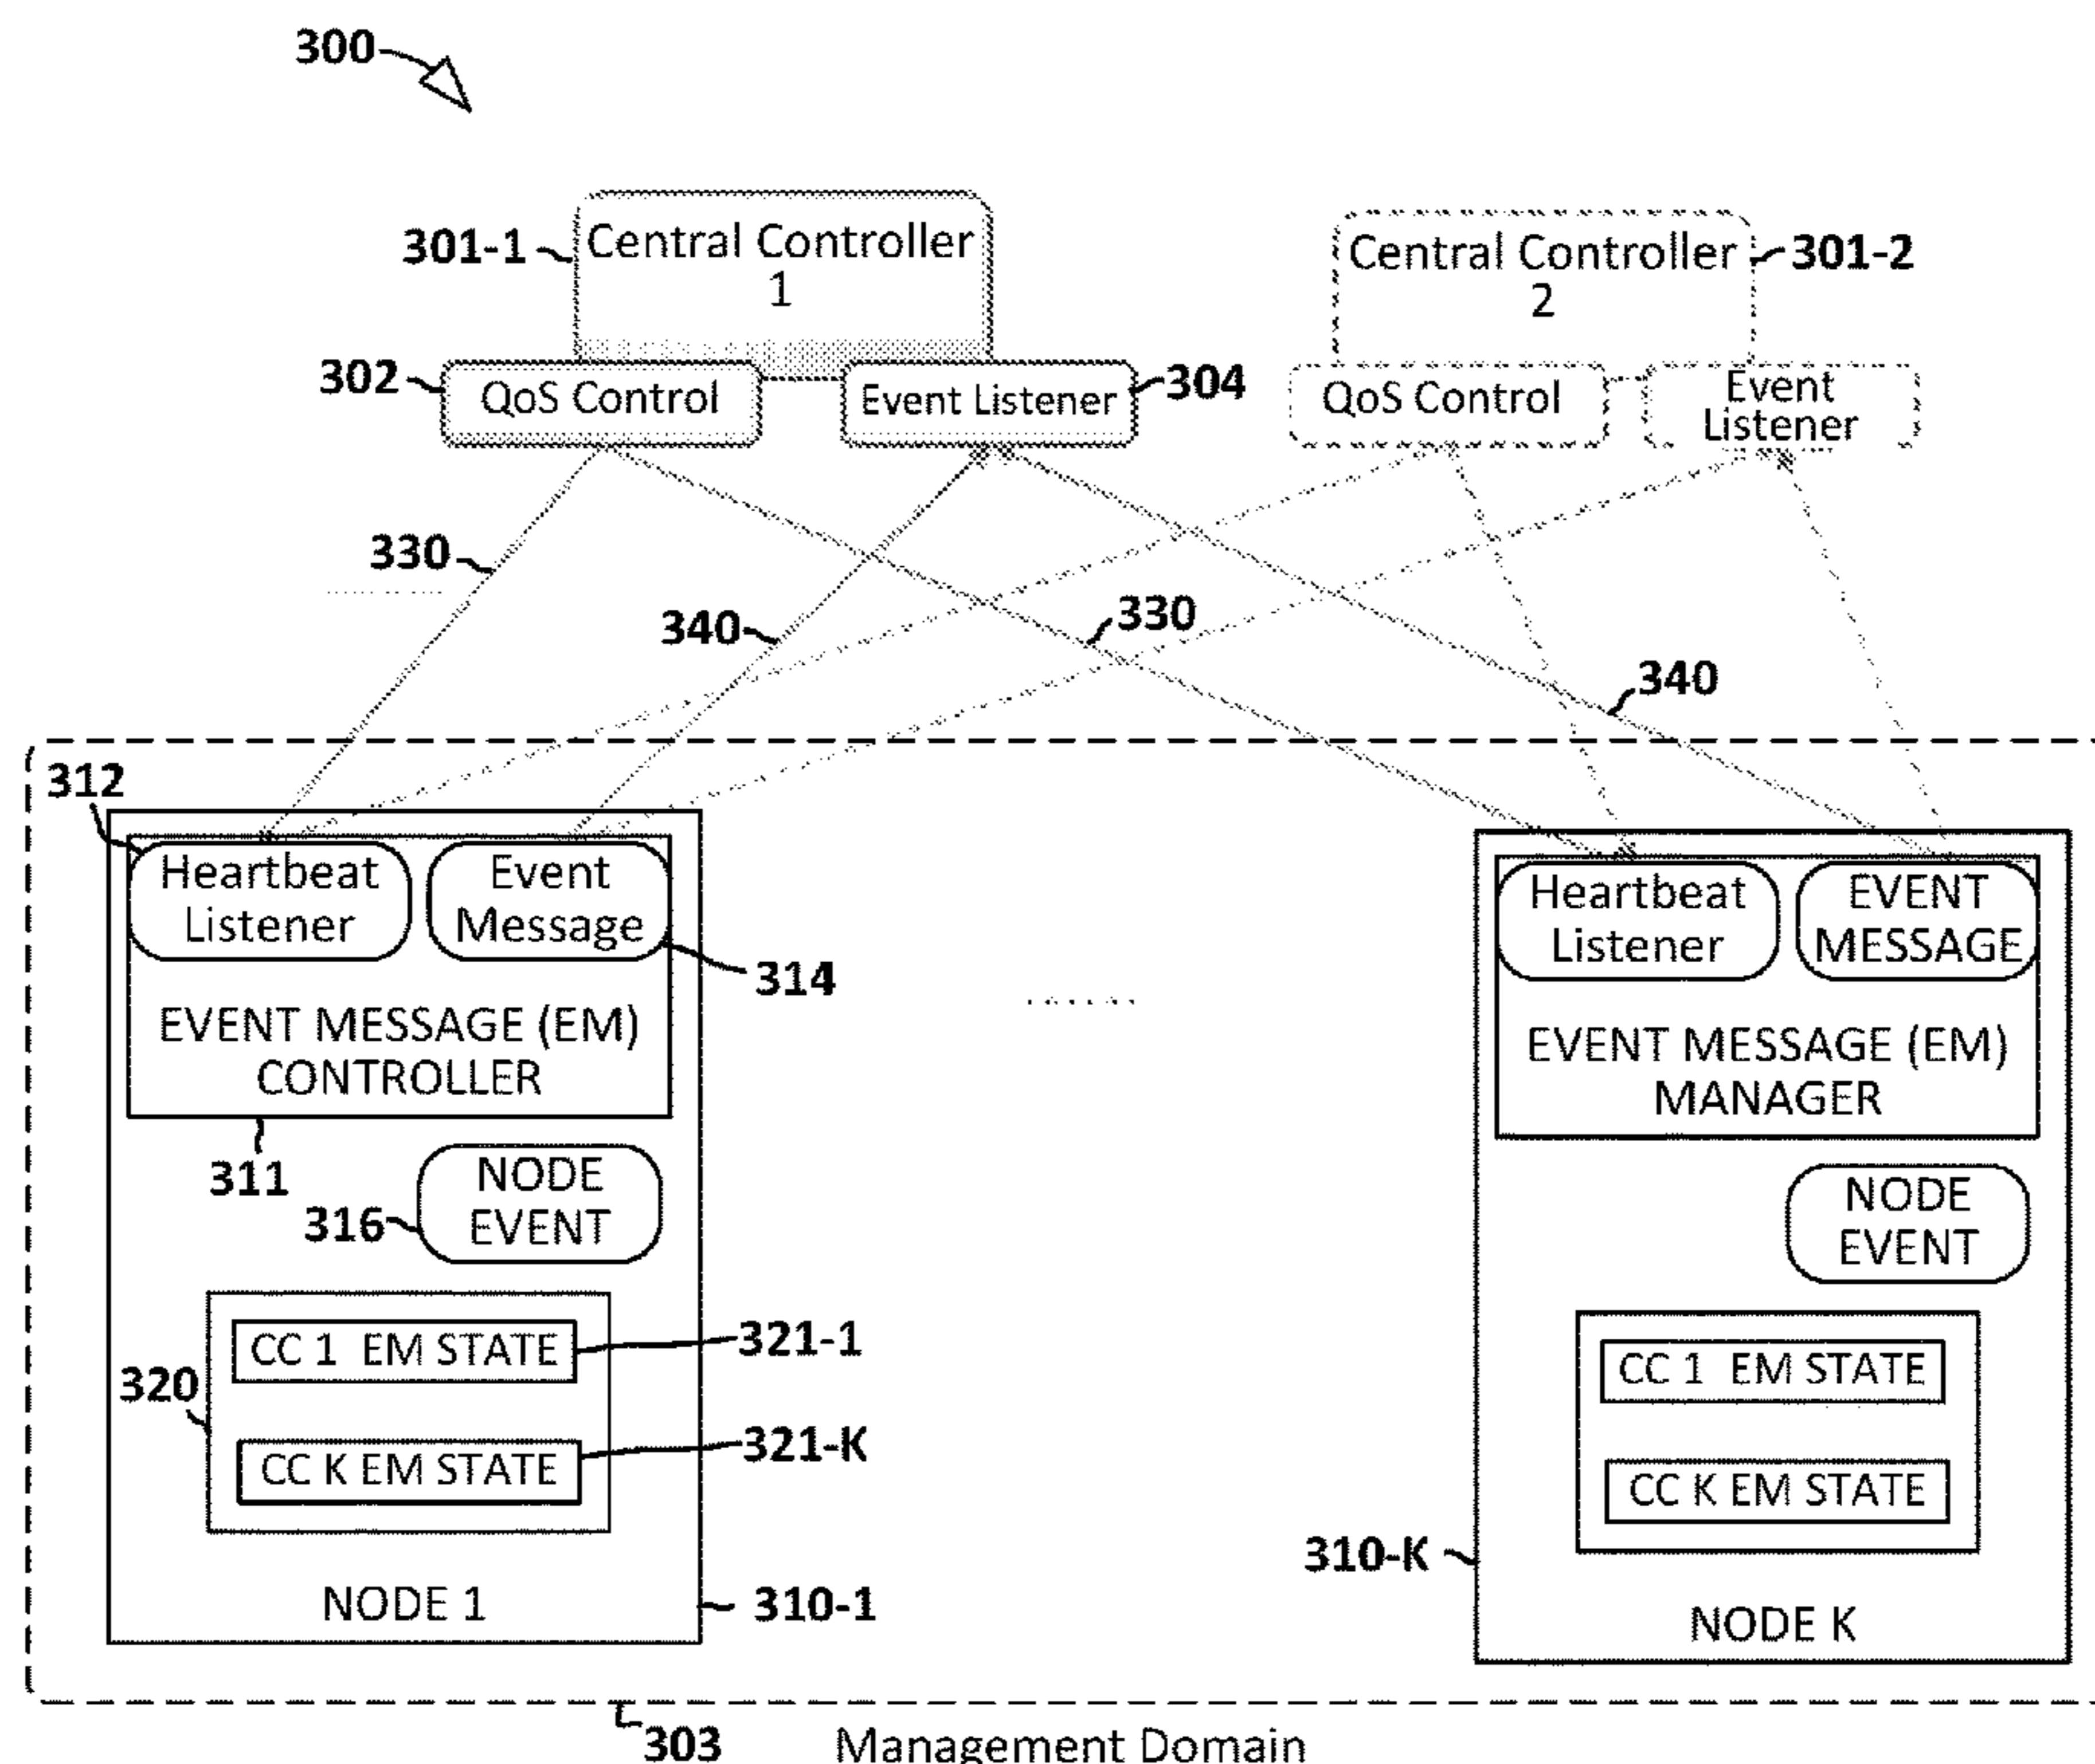 300
301-1
Central Controller
1
Central Controller
2
301-2
302
QoS Control
Event Listener
304
QoS Control
Event
Listener
330
340
330
340
312
Heartbeat
Listener
Event
Message
314
EVENT MESSAGE (EM)
CONTROLLER
311
NODE
EVENT
316
320
CC 1 EM STATE
321-1
CC K EM STATE
321-K
NODE 1
310-1
......
Heartbeat
Listener
EVENT
MESSAGE
EVENT MESSAGE (EM)
MANAGER
NODE
EVENT
CC 1 EM STATE
CC K EM STATE
310-K
NODE K
303
Management Domain